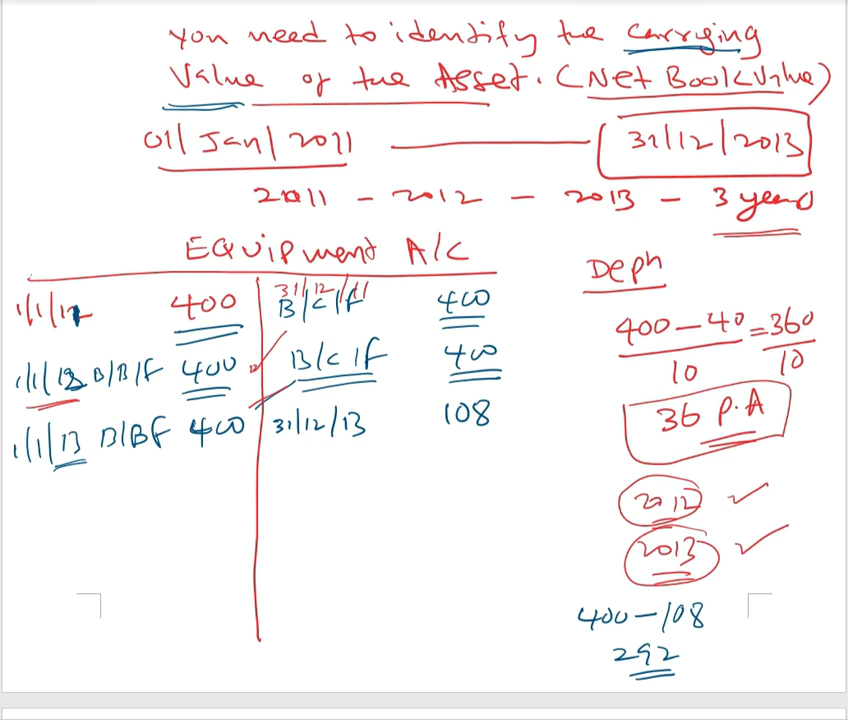 You need to identify the carrying
Value of the Asset. (Net Book Value)
01/Jan/2011 31/12/2013
2011 - 2012 - 2013 - 3 years
Equipment A/C
Deph
1/1/12 400 31/12/11 B/C/F 400
400 - 40 = 360
10 10
1/1/12 B/B/F 400 B/C/F 400
36 P.A
1/1/13 B/BF 400 31/12/13 108
2012 ✓
2013 ✓
400 - 108
292